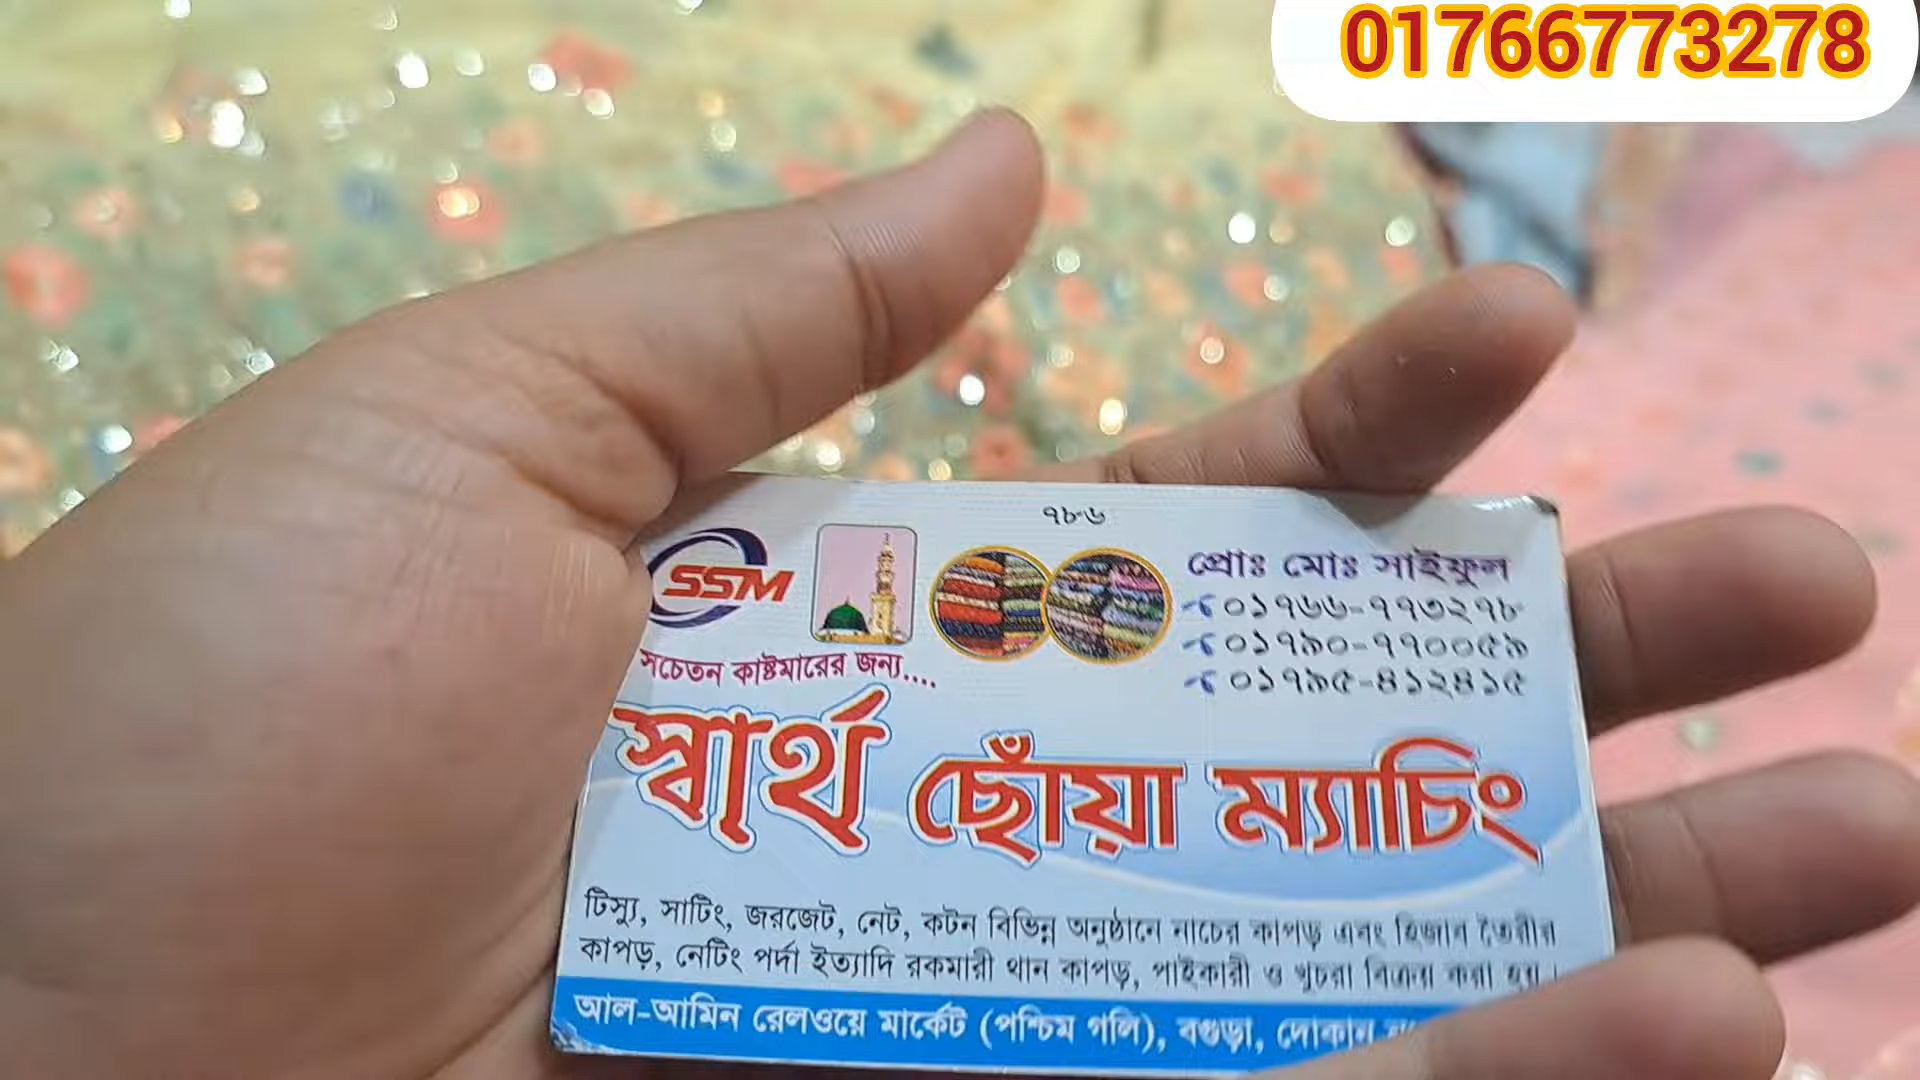 01766773278
৭৮৬
SSM
প্রোঃ মোঃ সাইফুল
০১৭৬৬-৭৭৩২৭৮
০১৭৯০-৭৭০০৫৯
০১৭৯৫-৪১২৪১৫
সচেতন কাষ্টমারের জন্য....
স্বার্থ ছোঁয়া ম্যাচিং
টিস্যু, সাটিং, জরজেট, নেট, কটন বিভিন্ন অনুষ্ঠানে নাচের কাপড় এবং হিজাব তৈরীর
কাপড়, নেটিং পর্দা ইত্যাদি রকমারী থান কাপড়, পাইকারী ও খুচরা বিক্রয় করা হয়।
আল-আমিন রেলওয়ে মার্কেট (পশ্চিম গলি), বগুড়া, দোকান